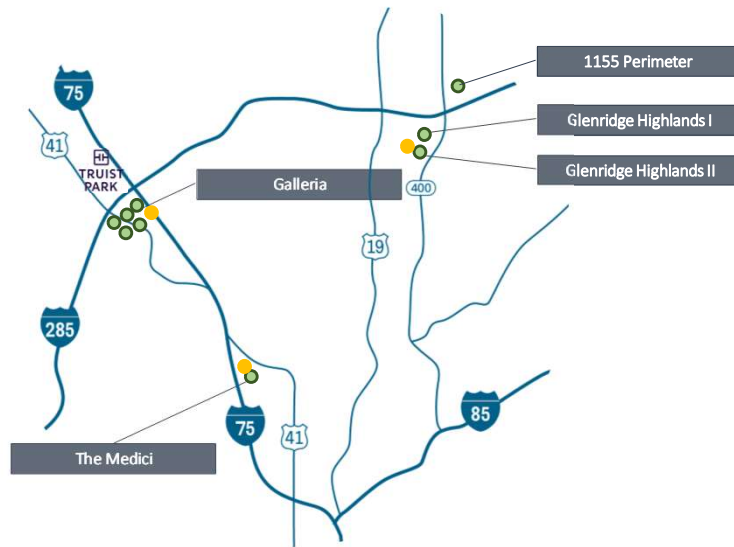 75
1155 Perimeter
41
TRUIST
PARK
Glenridge Highlands I
Glenridge Highlands II
Galleria
400
19
285
75
41
85
The Medici